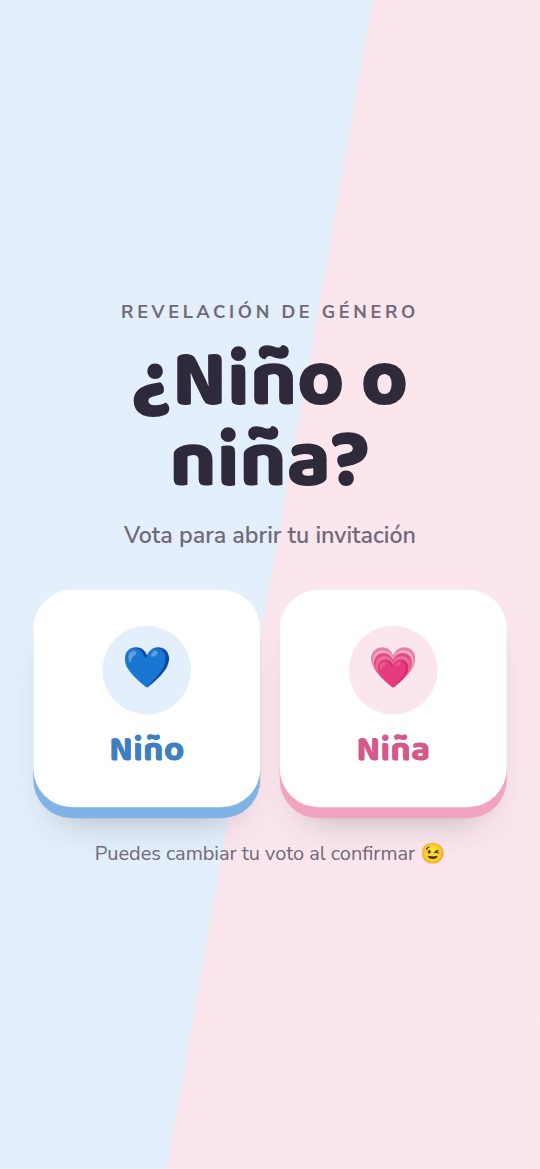 REVELACIÓN DE GÉNERO
¿Niño o
niña?
Vota para abrir tu invitación
Niño
Niña
Puedes cambiar tu voto al confirmar 😉